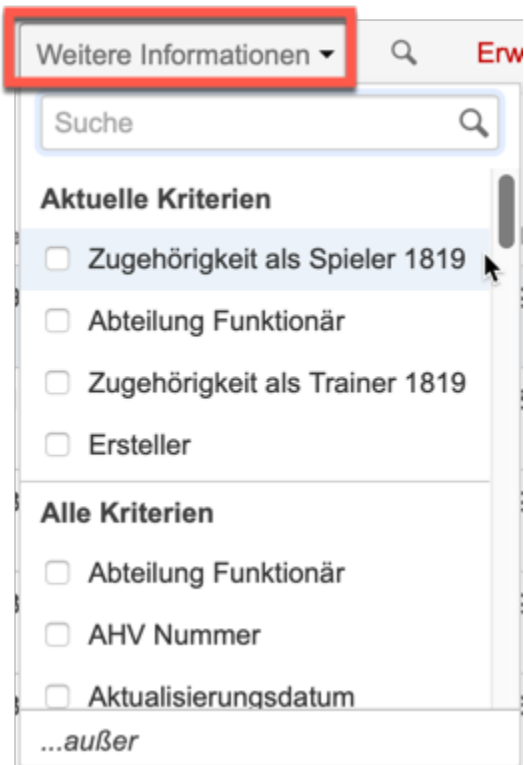 Weitere Informationen
Erw
Suche
Aktuelle Kriterien
Zugehörigkeit als Spieler 1819
Abteilung Funktionär
Zugehörigkeit als Trainer 1819
Ersteller
Alle Kriterien
Abteilung Funktionär
AHV Nummer
Aktualisierungsdatum
...außer